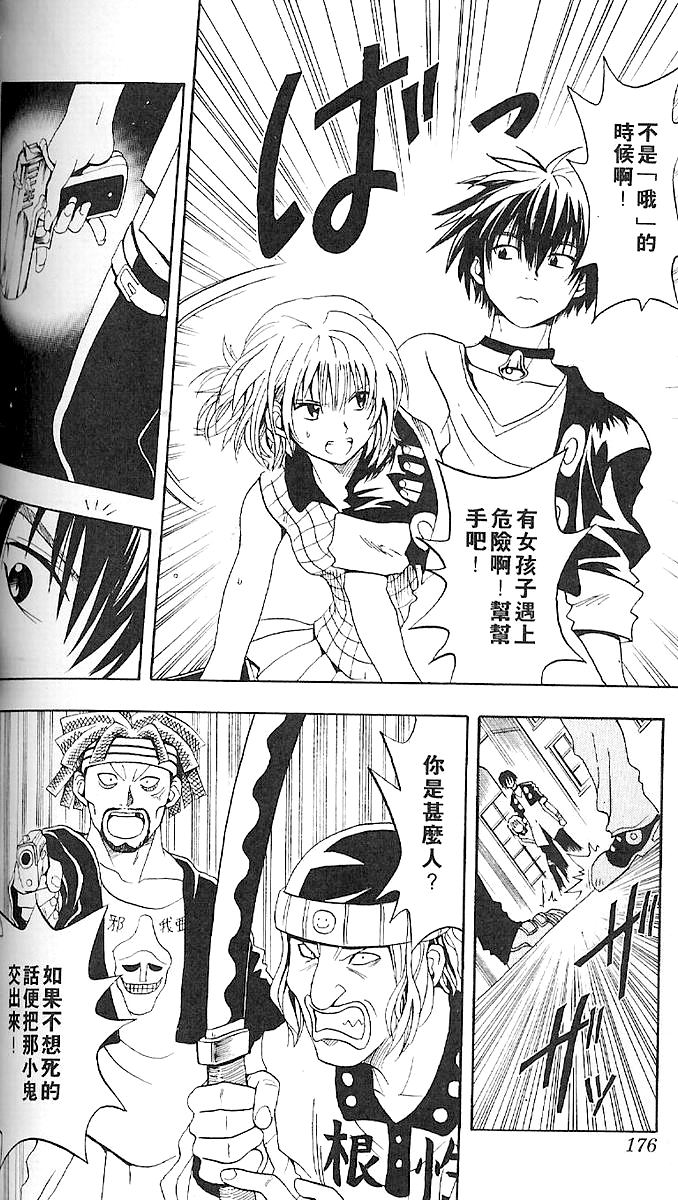 不是「哦」的
時候啊！
ばっ
有女孩子遇上
危險啊！幫幫
手吧！
ザッ
ザッ
你是甚麼人？
邪
根性
如果不想死的
話便把那小鬼
交出來！
176